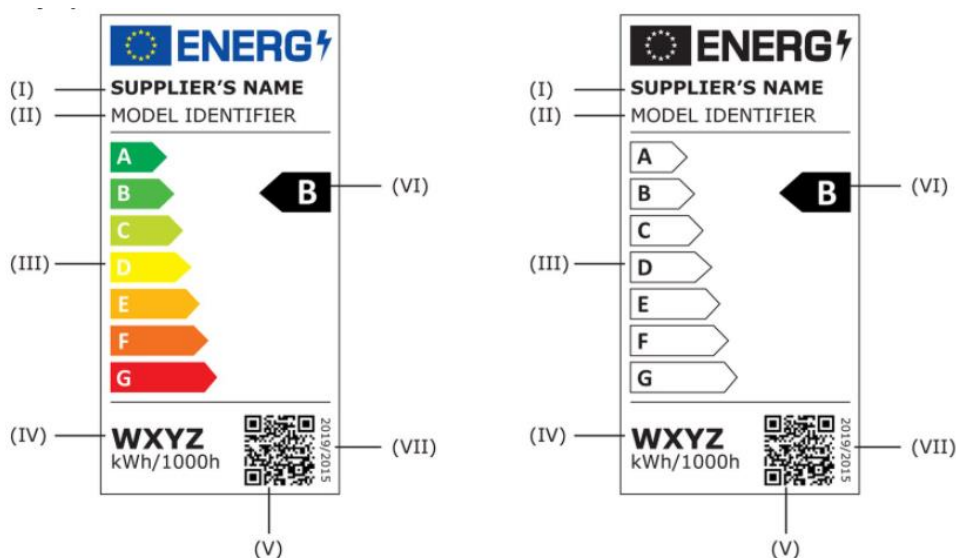 ENERG ENERG
(I) SUPPLIER'S NAME (I) SUPPLIER'S NAME
(II) MODEL IDENTIFIER (II) MODEL IDENTIFIER
A A
B B (VI) B B (VI)
C C
(III) D (III) D
E E
F F
G G
(IV) WXYZ (VII) (IV) WXYZ (VII)
kWh/1000h 2019/2015 kWh/1000h 2019/2015
(V) (V)